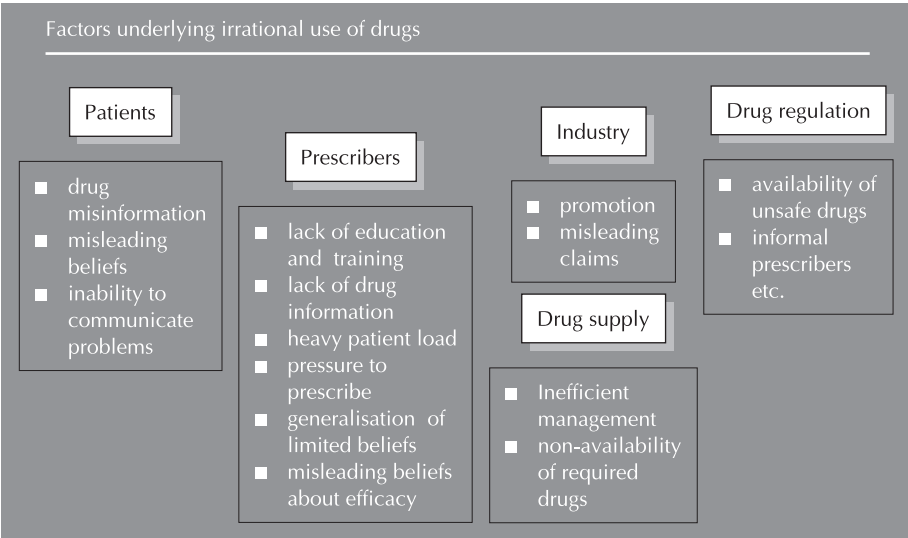 Factors underlying irrational use of drugs
Patients
drug
misinformation
misleading
beliefs
inability to
communicate
problems
Prescribers
lack of education
and training
lack of drug
information
heavy patient load
pressure to
prescribe
generalisation of
limited beliefs
misleading beliefs
about efficacy
Industry
promotion
misleading
claims
Drug supply
Inefficient
management
non-availability
of required
drugs
Drug regulation
availability of
unsafe drugs
informal
prescribers
etc.